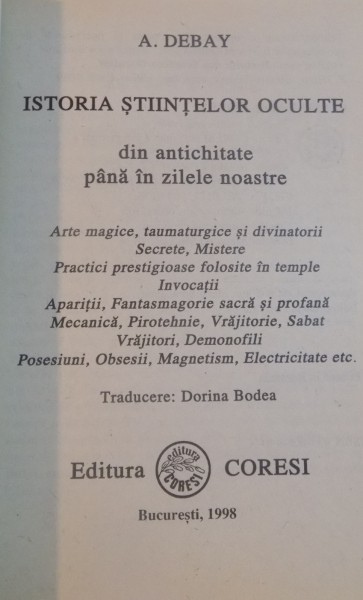 A. DEBAY
ISTORIA ȘTIINȚELOR OCULTE
din antichitate
până în zilele noastre
Arte magice, taumaturgice și divinatorii
Secrete, Mistere
Practici prestigioase folosite în temple
Invocații
Apariții, Fantasmagorie sacră și profană
Mecanică, Pirotehnie, Vrăjitorie, Sabat
Vrăjitori, Demonofili
Posesiuni, Obsesii, Magnetism, Electricitate etc.
Traducere: Dorina Bodea
Editura editura CORESI CORESI
București, 1998